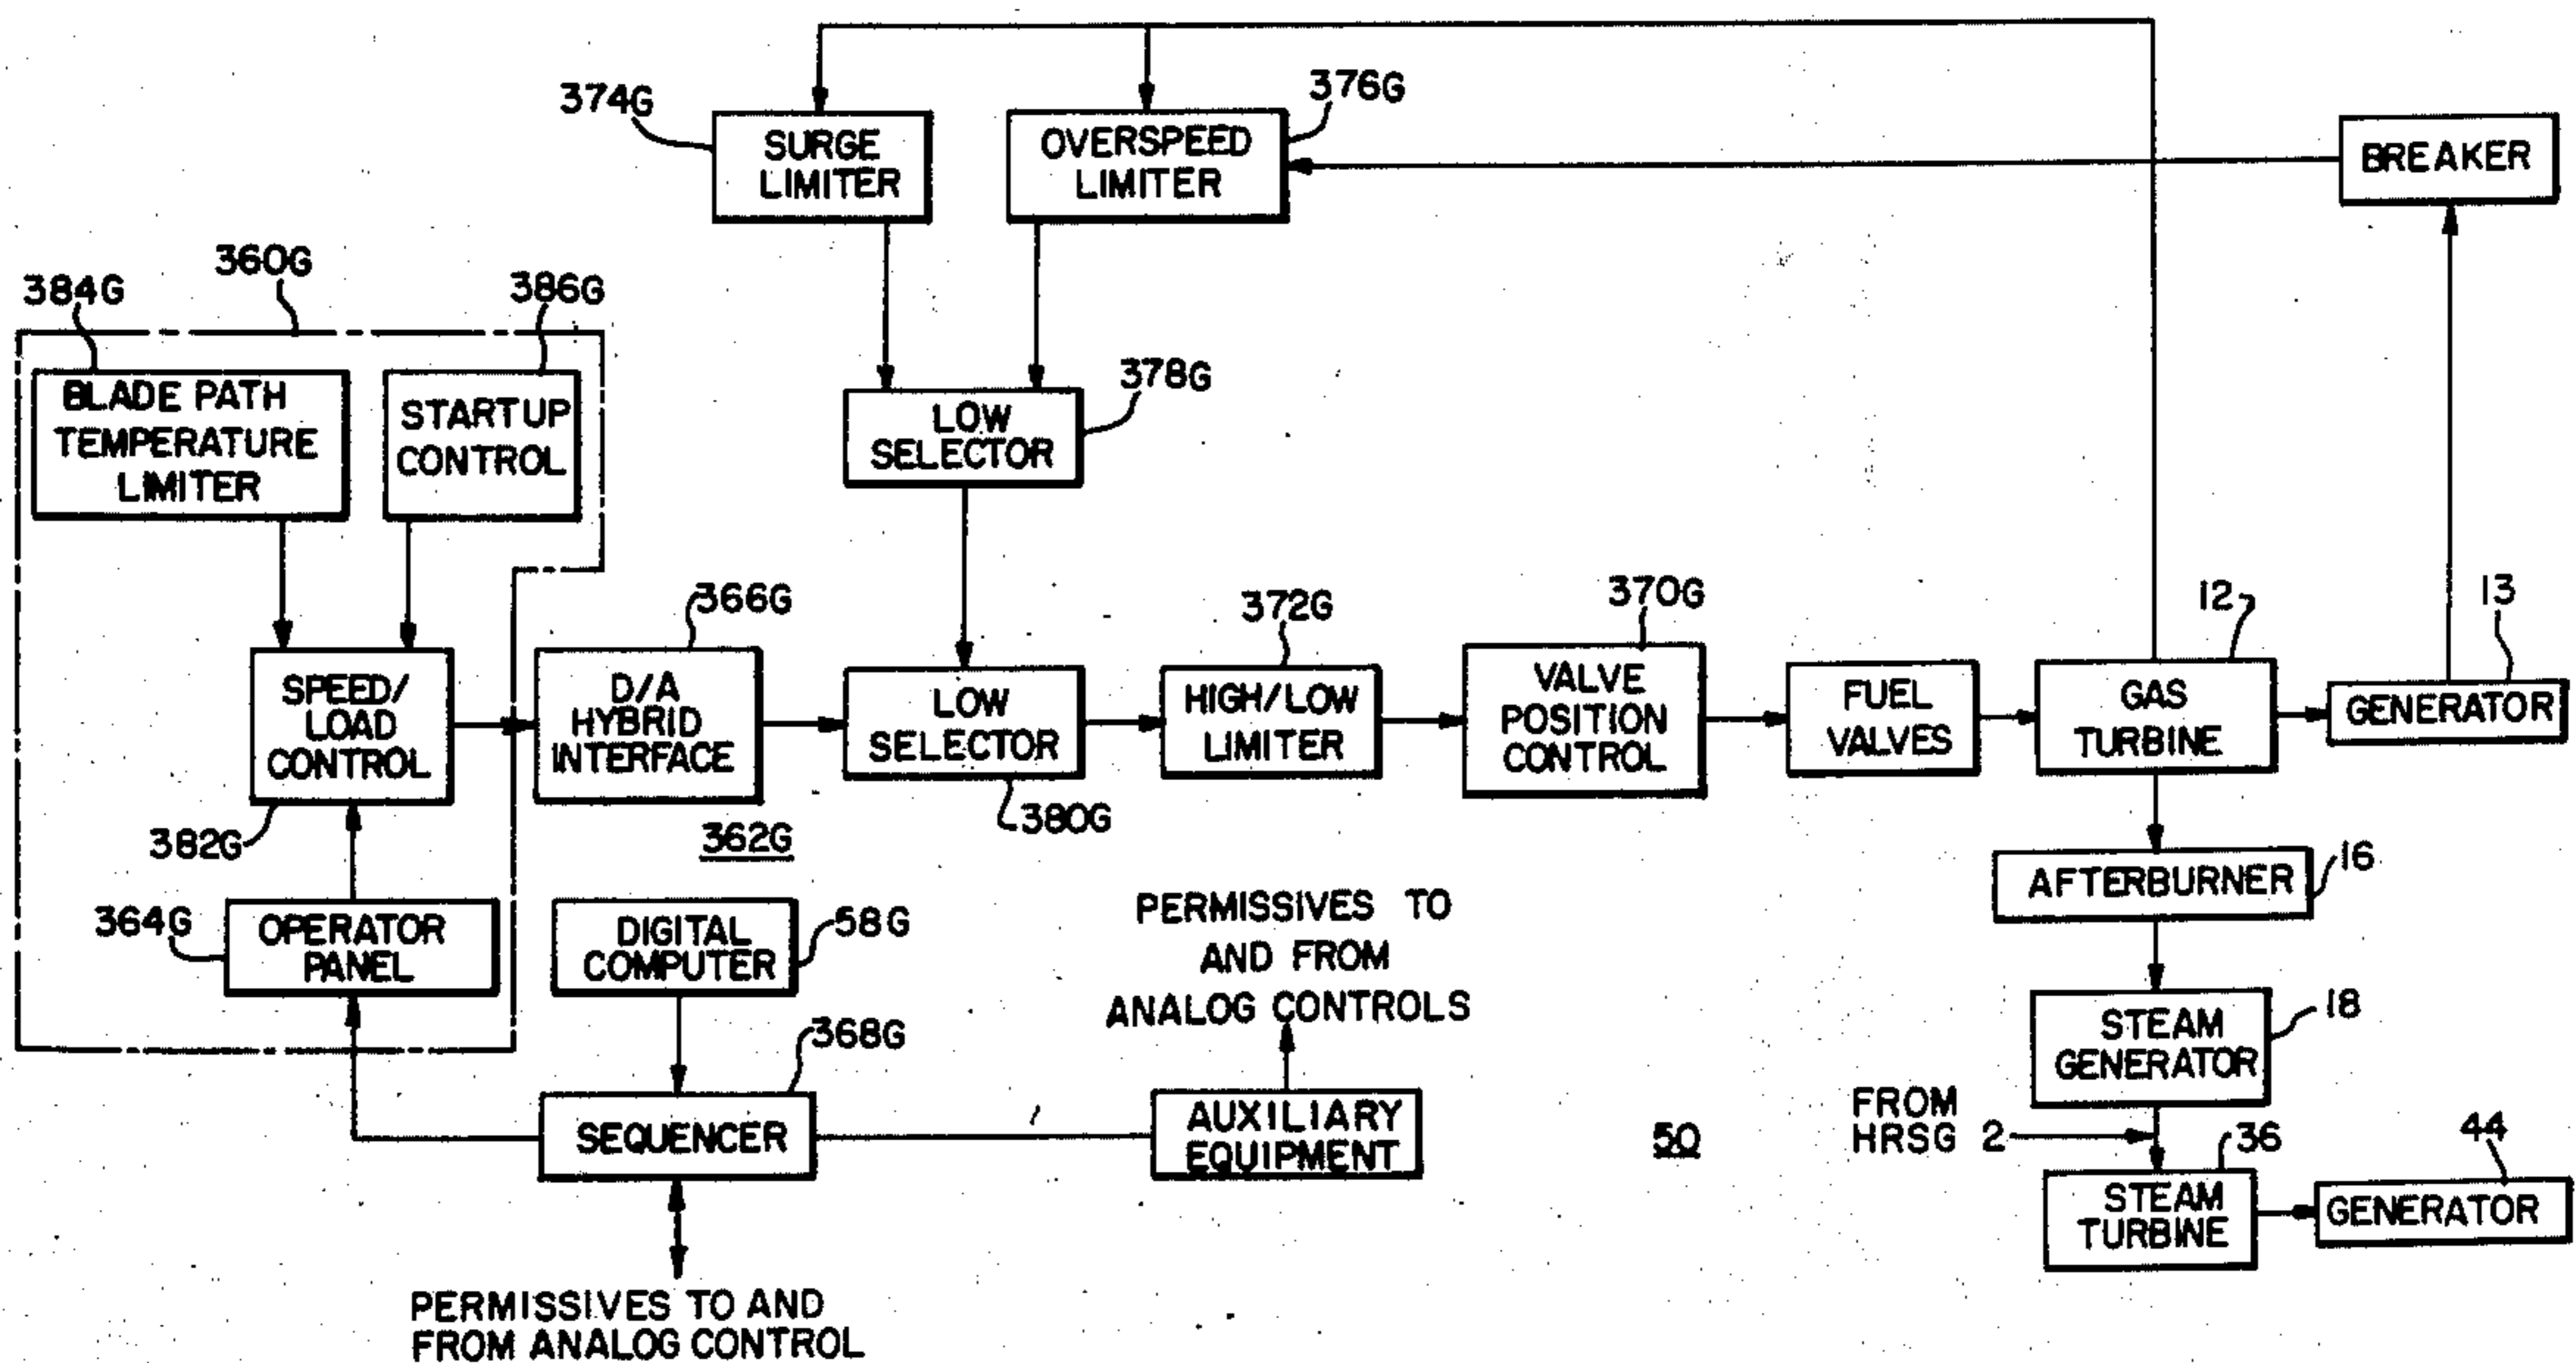 374G
SURGE
LIMITER
376G
OVERSPEED
LIMITER
BREAKER
360G
384G
386G
BLADE PATH
TEMPERATURE
LIMITER
STARTUP
CONTROL
378G
LOW
SELECTOR
366G
372G
370G
12
13
SPEED/
LOAD
CONTROL
D/A
HYBRID
INTERFACE
LOW
SELECTOR
HIGH/LOW
LIMITER
VALVE
POSITION
CONTROL
FUEL
VALVES
GAS
TURBINE
GENERATOR
382G
362G
380G
364G
OPERATOR
PANEL
DIGITAL
COMPUTER
58G
PERMISSIVES TO
AND FROM
ANALOG CONTROLS
AFTERBURNER
16
STEAM
GENERATOR
18
368G
SEQUENCER
AUXILIARY
EQUIPMENT
50
FROM
HRSG 2
36
44
STEAM
TURBINE
GENERATOR
PERMISSIVES TO AND
FROM ANALOG CONTROL